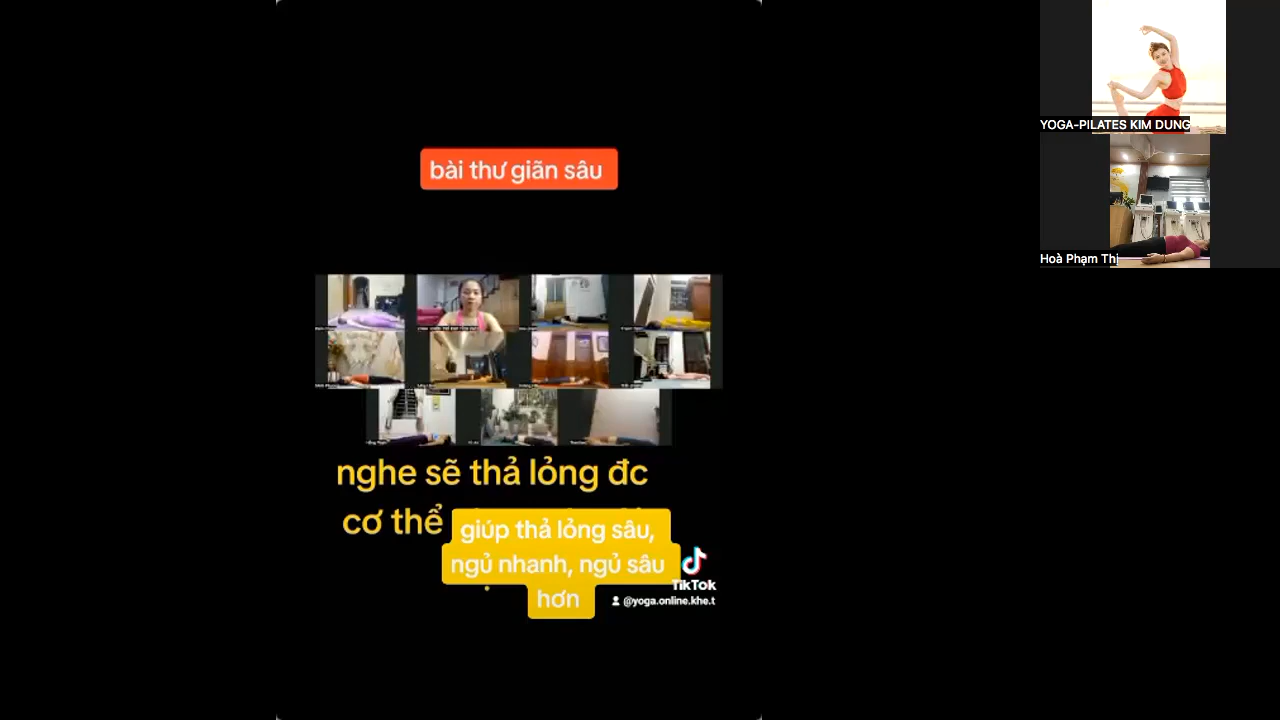 bài thư giãn sâu
nghe sẽ thả lỏng đc
cơ thể
giúp thả lỏng sâu,
ngủ nhanh, ngủ sâu
hơn
TikTok
@yoga.online.khe.t
YOGA-PILATES KIM DUNG
Hoà Phạm Thị